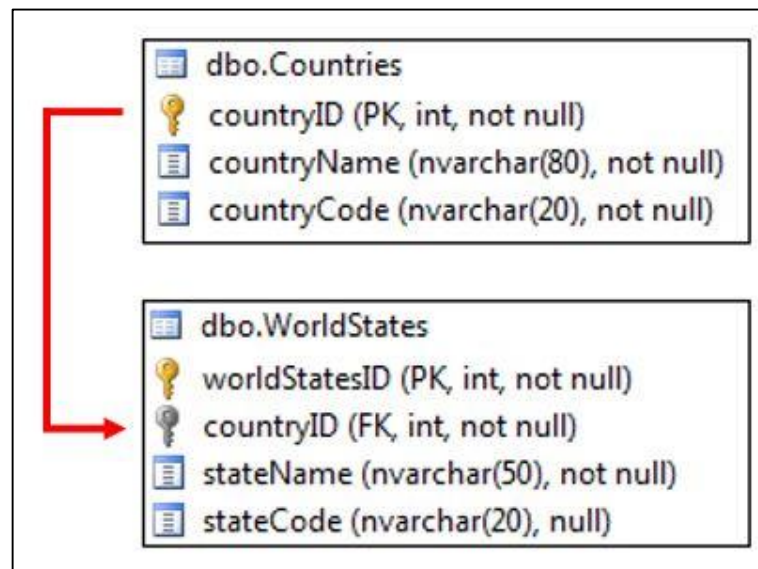 dbo.Countries
countryID (PK, int, not null)
countryName (nvarchar(80), not null)
countryCode (nvarchar(20), not null)
dbo.WorldStates
worldStatesID (PK, int, not null)
countryID (FK, int, not null)
stateName (nvarchar(50), not null)
stateCode (nvarchar(20), null)